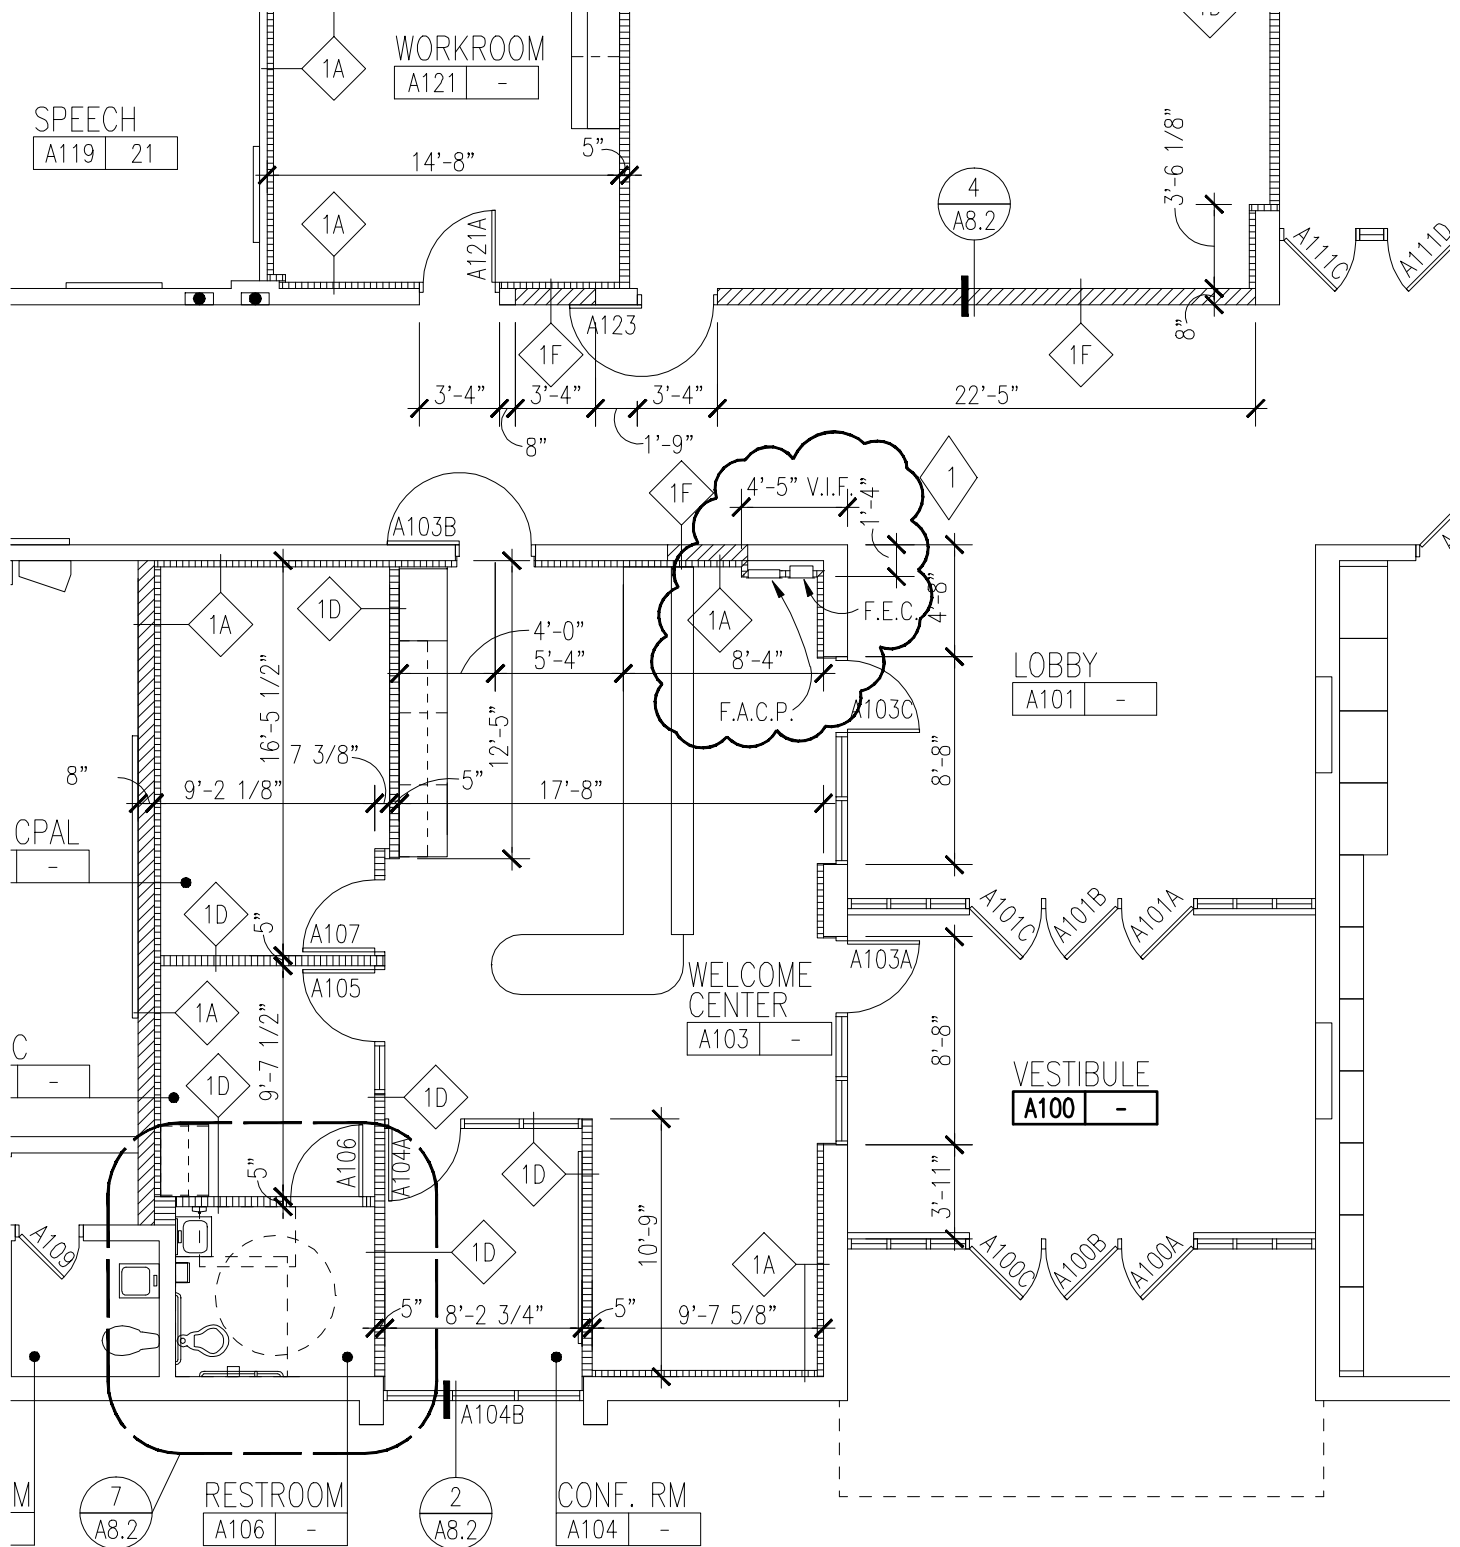 1D
WORKROOM
A121 -
1A
SPEECH
A119 21
14'-8"
5"
3'-6 1/8"
4
A8.2
1A
A121A
A111C
A111D
A123
8"
1F
1F
3'-4"
3'-4"
3'-4"
22'-5"
8"
1'-9"
1
1F
4'-5" V.I.F.
1'-4"
A103B
1D
1A
1A
F.E.C.
4'-8"
4'-0"
5'-4"
8'-4"
LOBBY
A101 -
16'-5 1/2"
F.A.C.P.
A103C
12'-5"
7 3/8"
8"
5"
8'-8"
9'-2 1/8"
17'-8"
CPAL
-
1D
5"
A107
A101C
A101B
A101A
A105
A103A
WELCOME
CENTER
A103 -
1A
C
-
9'-7 1/2"
8'-8"
1D
1D
VESTIBULE
A100 -
A106
A104A
1D
5"
3'-11"
A109
1D
10'-9"
1A
A100C
A100B
A100A
5"
8'-2 3/4"
5"
9'-7 5/8"
A104B
M
7
A8.2
RESTROOM
A106 -
2
A8.2
CONF. RM
A104 -